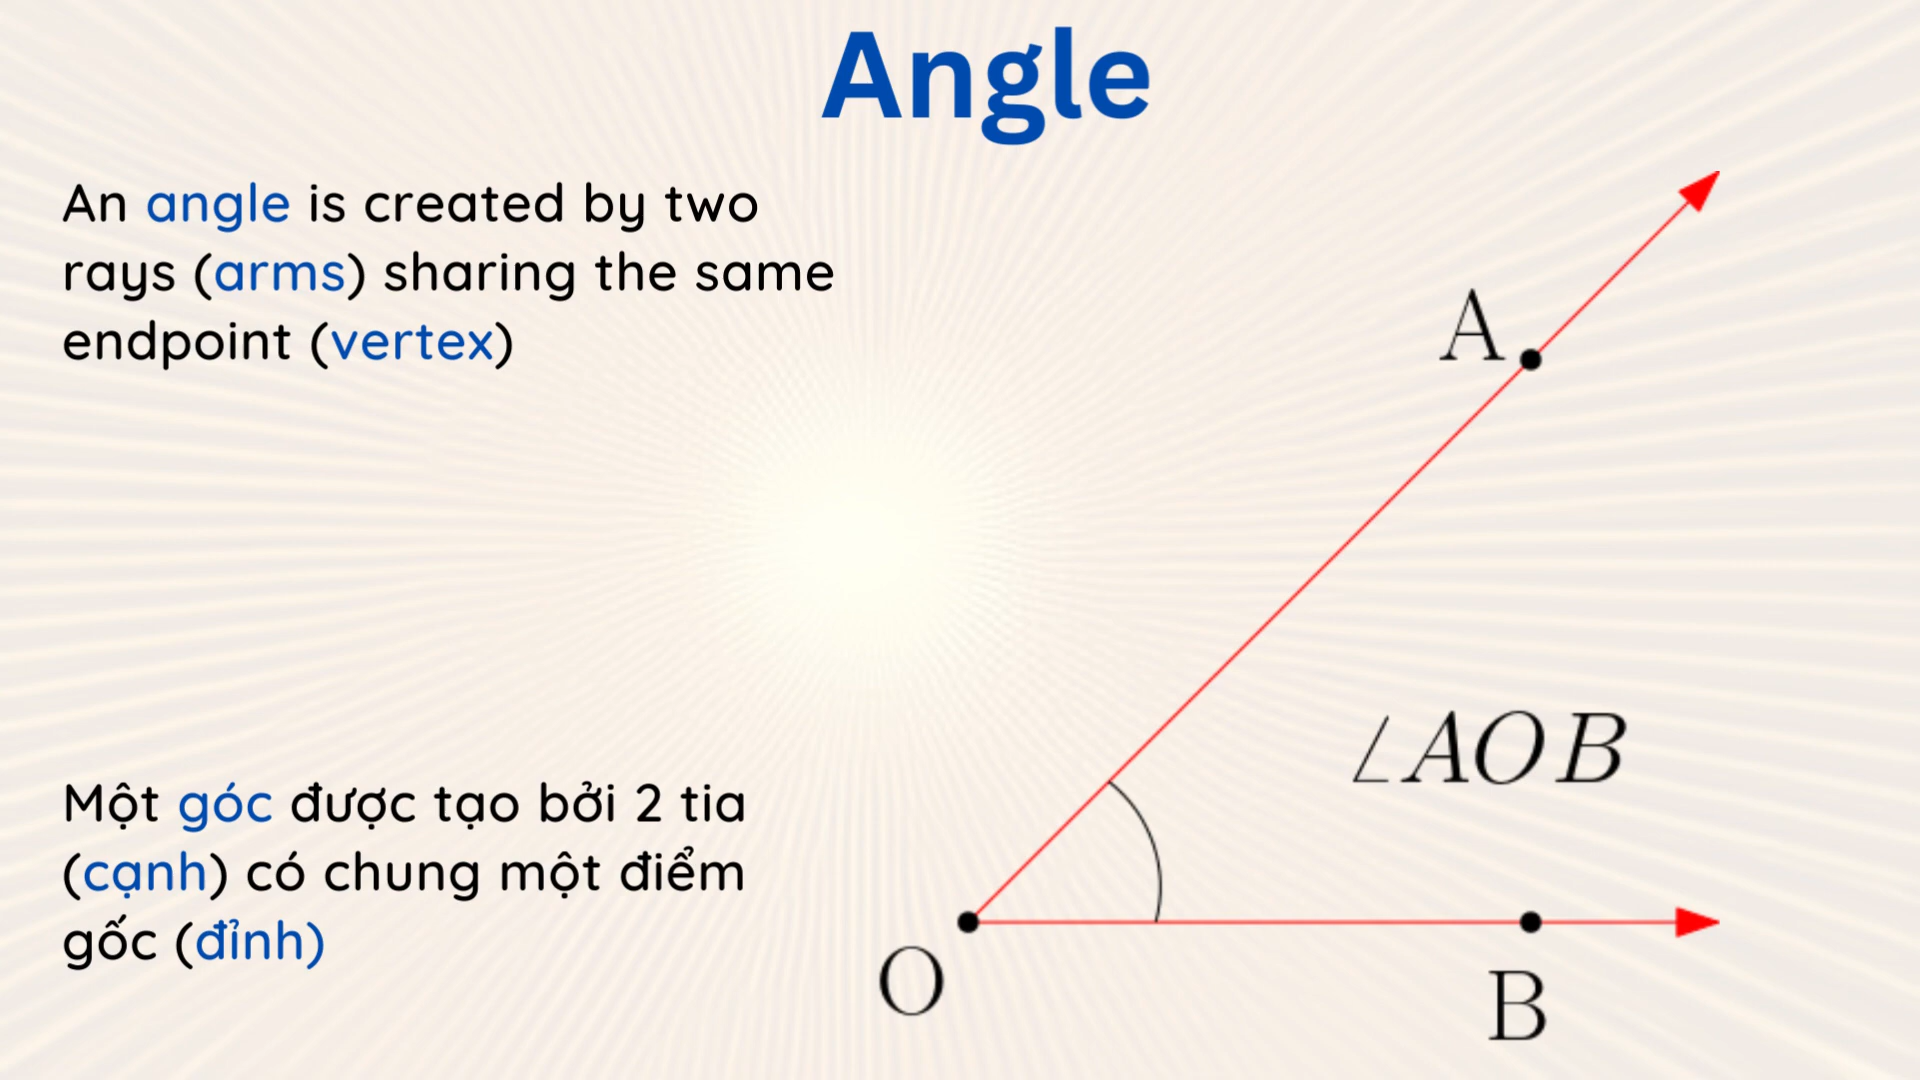 Angle
An angle is created by two
rays (arms) sharing the same
endpoint (vertex)
A
∠AOB
Một góc được tạo bởi 2 tia
(cạnh) có chung một điểm
gốc (đỉnh)
O
B